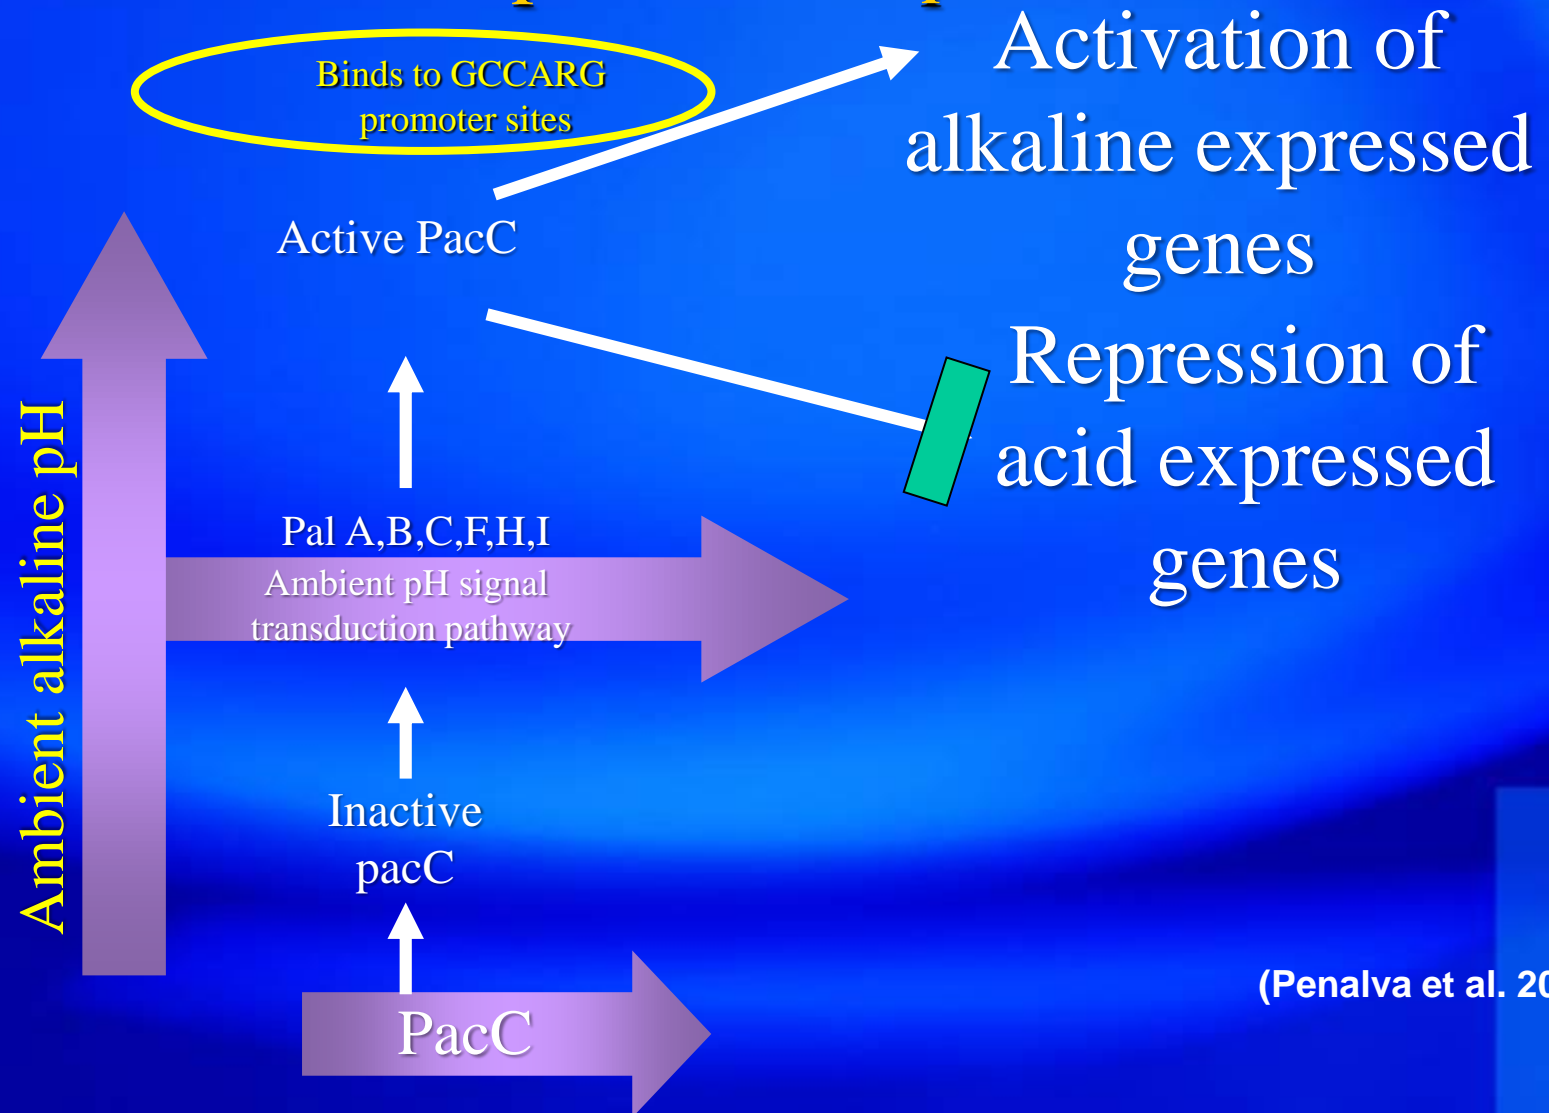 Binds to GCCARG
promoter sites
Activation of
alkaline expressed
genes
Active PacC
Repression of
acid expressed
genes
Ambient alkaline pH
Pal A,B,C,F,H,I
Ambient pH signal
transduction pathway
Inactive
pacC
(Penalva et al. 20
PacC